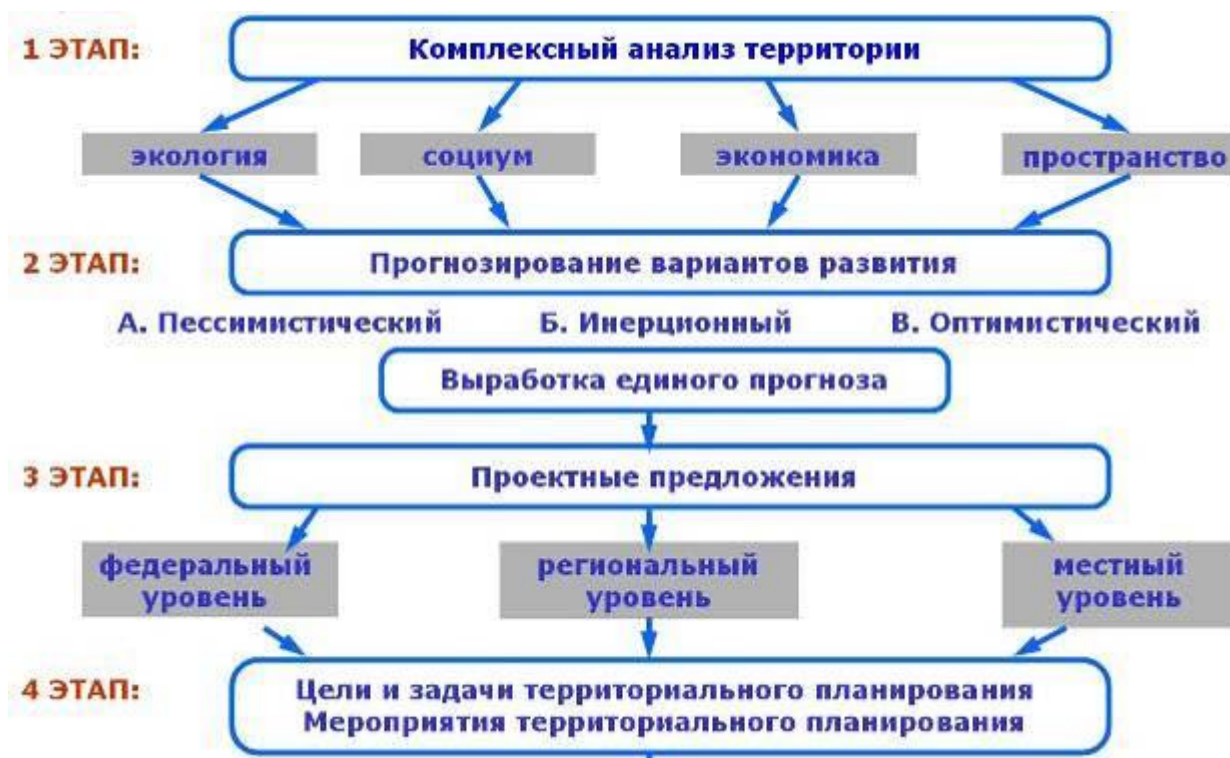 1 ЭТАП:
Комплексный анализ территории
экология
социум
экономика
пространство
2 ЭТАП:
Прогнозирование вариантов развития
А. Пессимистический
Б. Инерционный
В. Оптимистический
Выработка единого прогноза
3 ЭТАП:
Проектные предложения
федеральный
уровень
региональный
уровень
местный
уровень
4 ЭТАП:
Цели и задачи территориального планирования
Мероприятия территориального планирования